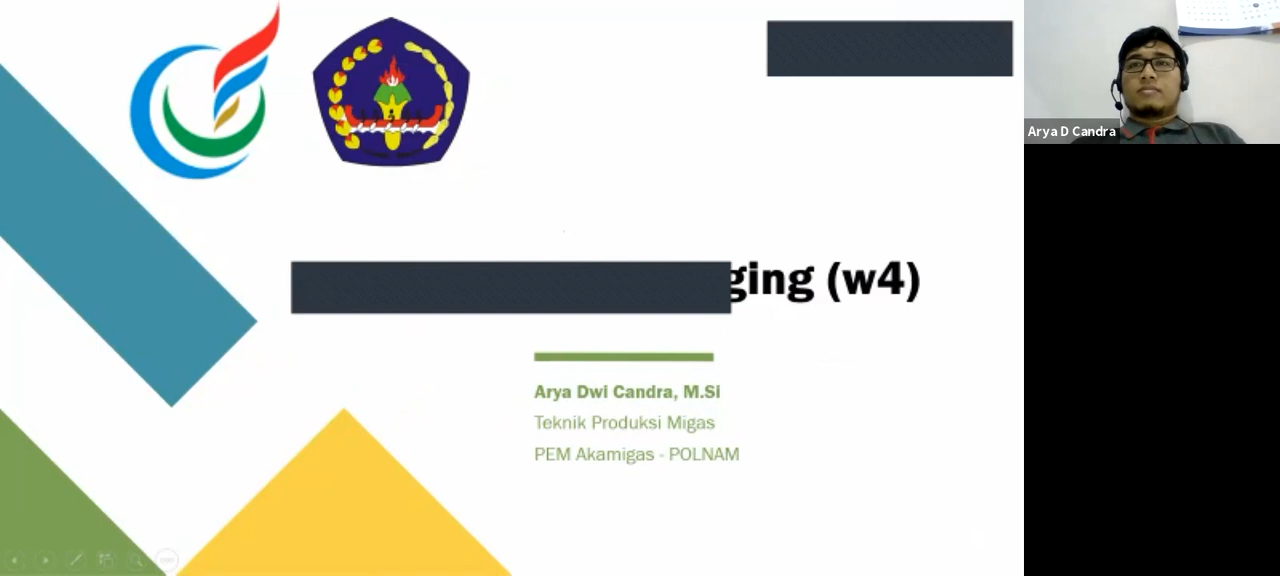 ging (w4)
Arya Dwi Candra, M.Si
Teknik Produksi Migas
PEM Akamigas - POLNAM
Arya D Candra